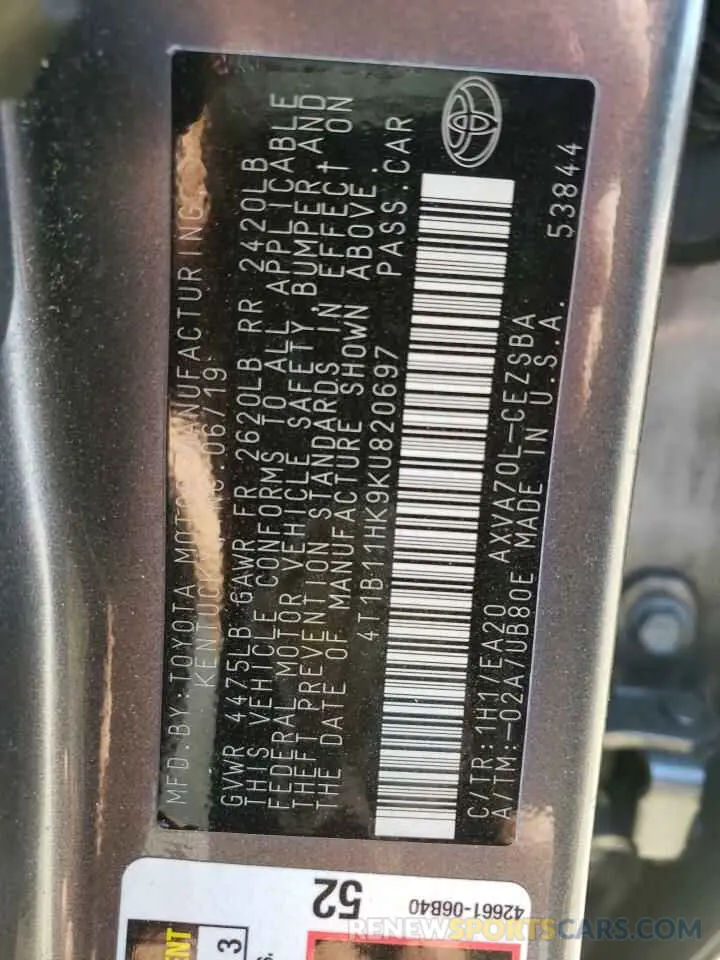 MFD.BY:TOYOTA MOTOR MANUFACTURING,
KENTUCKY, 06/19
GVWR 4475LB GAWR FR 2620LB RR 2420LB
THIS VEHICLE CONFORMS TO ALL APPLICABLE
FEDERAL MOTOR VEHICLE SAFETY, BUMPER, AND
THEFT PREVENTION STANDARDS IN EFFECT ON
THE DATE OF MANUFACTURE SHOWN ABOVE.
4T1B11HK9KU820697 PASS.CAR
C/TR:1H1/EA20 AXVA70L-CEZSBA
A/TM:-02A/UB80E MADE IN U.S.A.
53844
52
42661-06B40
3
RENEWSPORTSCARS.COM